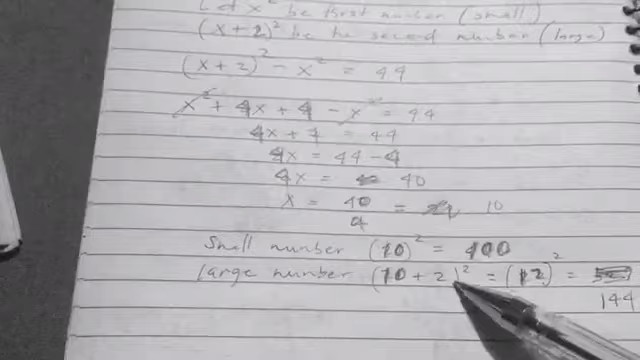 Let x² be first number (small)
(x + 2)² be the second number (large)
(x + 2)² - x² = 44
x² + 4x + 4 - x² = 44
4x + 4 = 44
4x = 44 - 4
4x = 40
x = 40/4 = 10
Small number (10)² = 100
large number (10 + 2)² = (12)² =
144